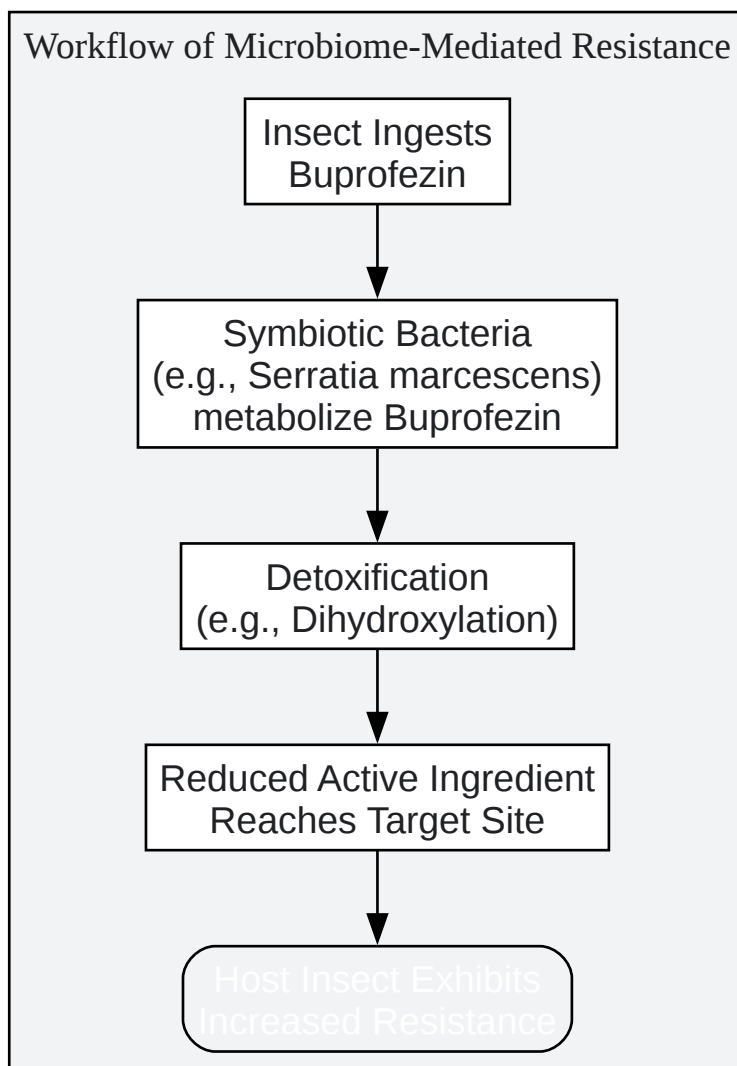 Workflow of Microbiome-Mediated Resistance
Insect Ingests
Buprofezin
Symbiotic Bacteria
(e.g., Serratia marcescens)
metabolize Buprofezin
Detoxification
(e.g., Dihydroxylation)
Reduced Active Ingredient
Reaches Target Site
Host Insect Exhibits
Increased Resistance